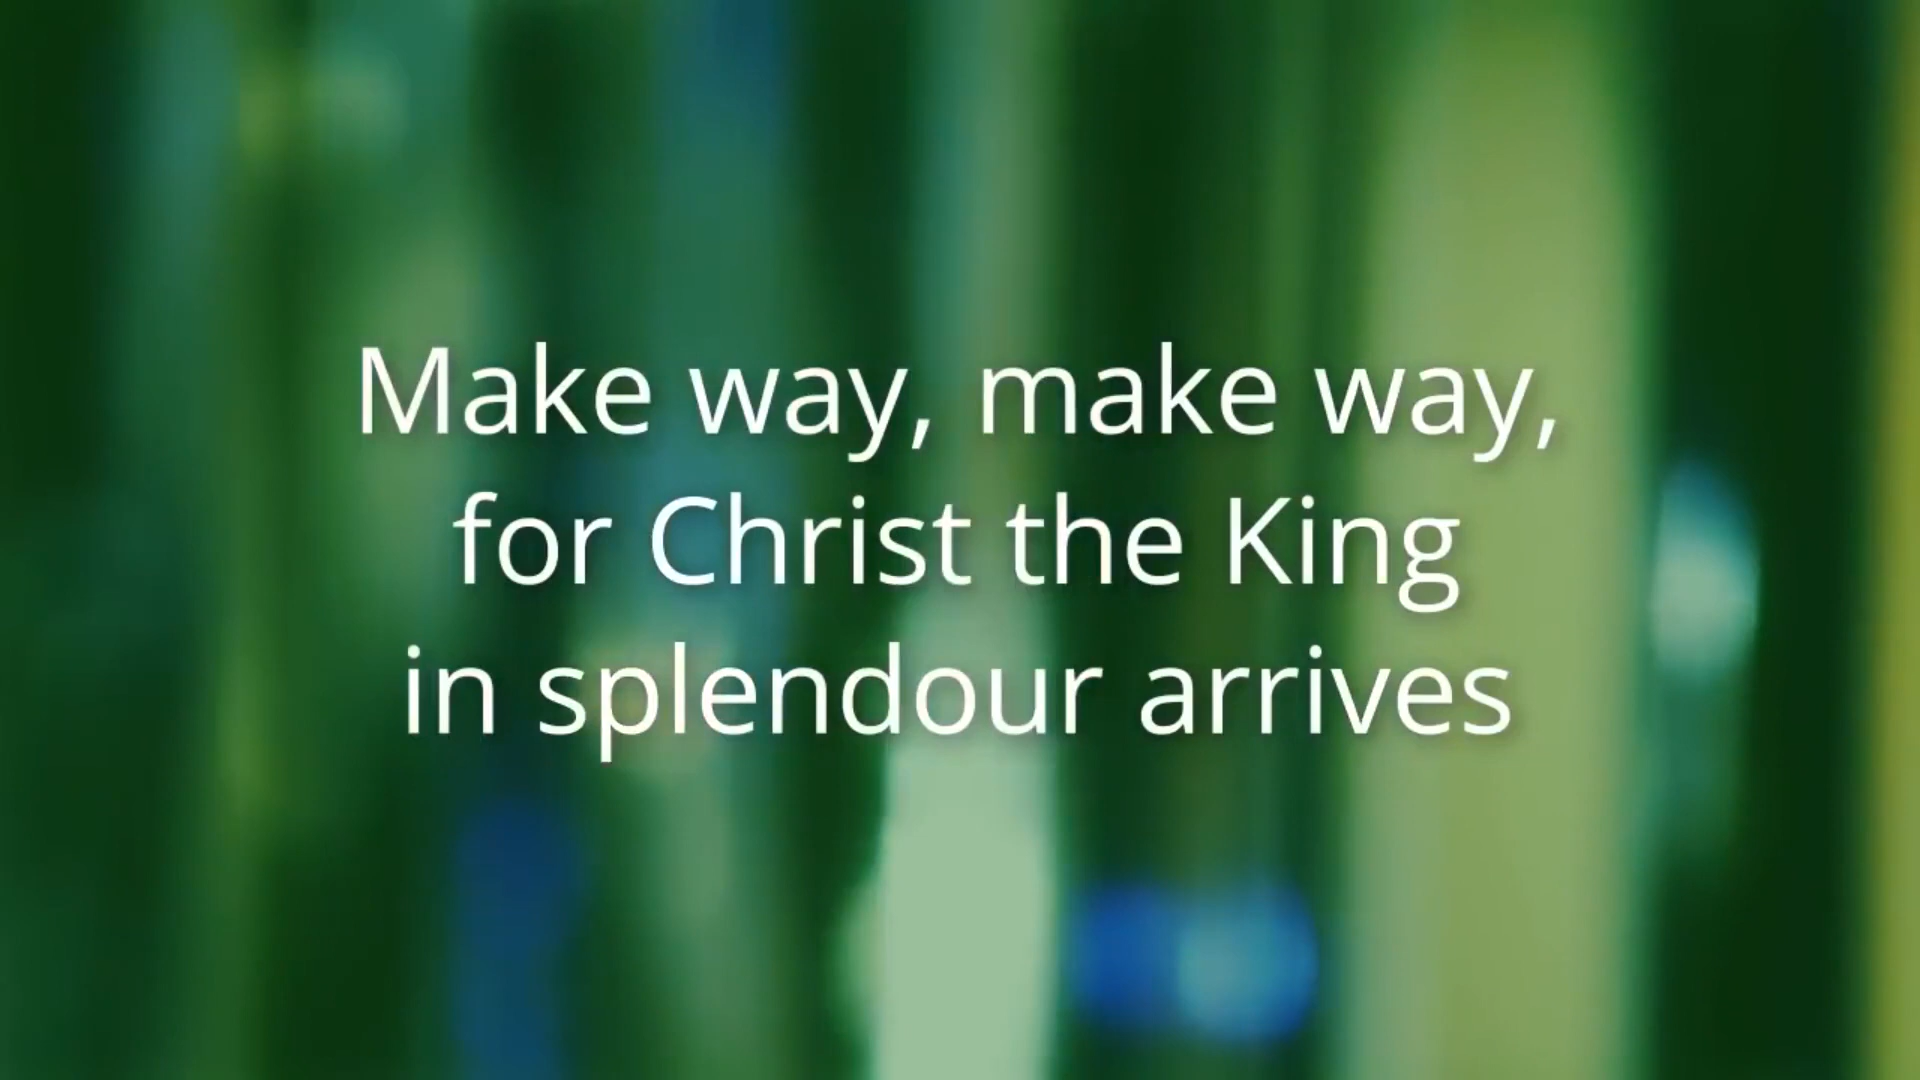 Make way, make way,
for Christ the King
in splendour arrives